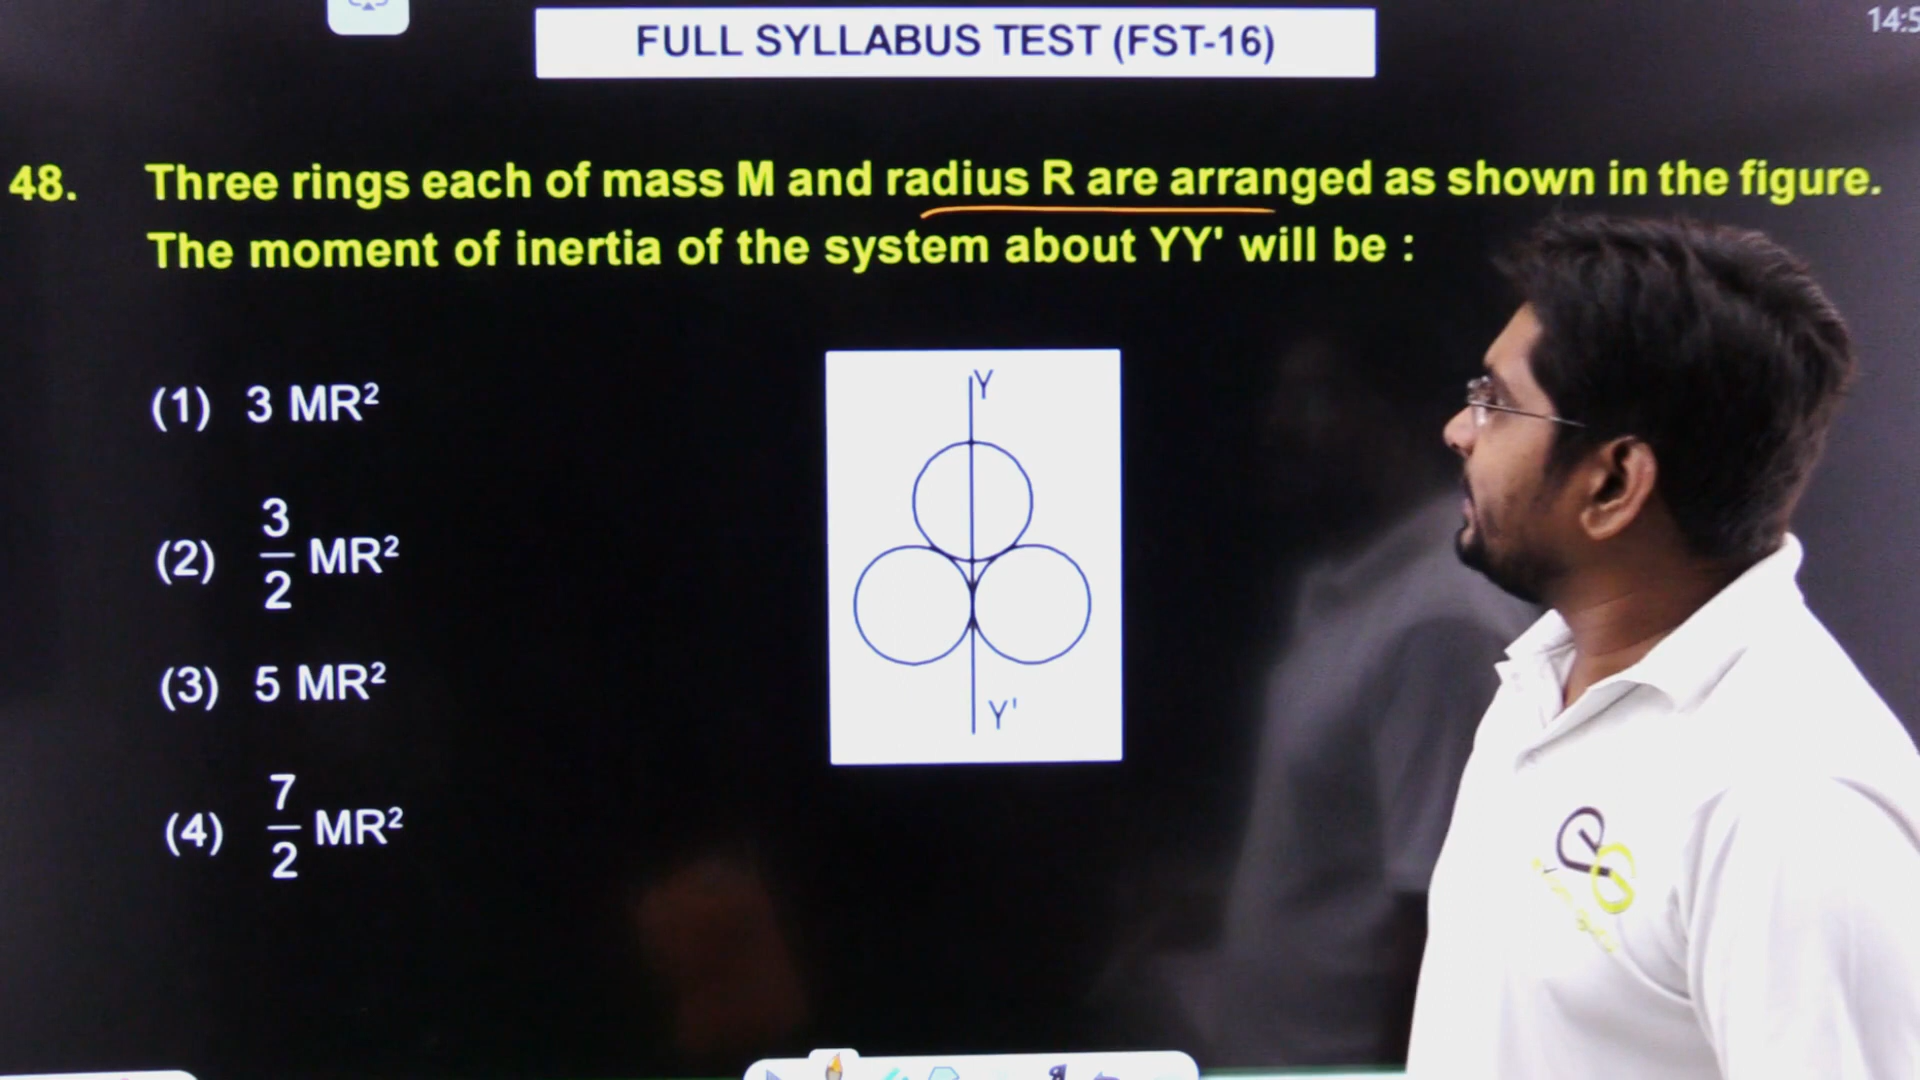 FULL SYLLABUS TEST (FST-16)
14:5
48. Three rings each of mass M and radius R are arranged as shown in the figure.
The moment of inertia of the system about YY' will be :
(1) 3 MR²
(2) 3/2 MR²
(3) 5 MR²
(4) 7/2 MR²
Y
Y'